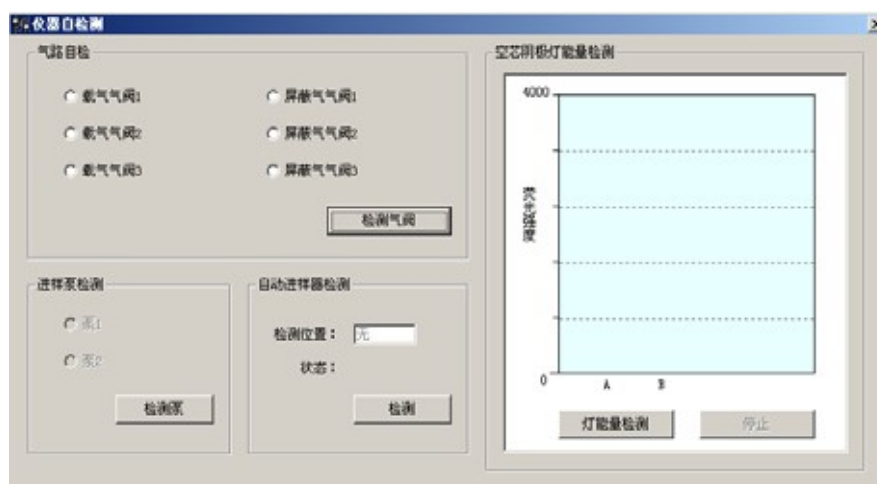 仪器自检测
气路自检
载气气阀1
屏蔽气气阀1
载气气阀2
屏蔽气气阀2
载气气阀3
屏蔽气气阀3
检测气阀
进样泵检测
泵1
泵2
检测泵
自动进样器检测
检测位置： 无
状态：
检测
空芯阴极灯能量检测
4000
荧光强度
0
A B
灯能量检测
停止